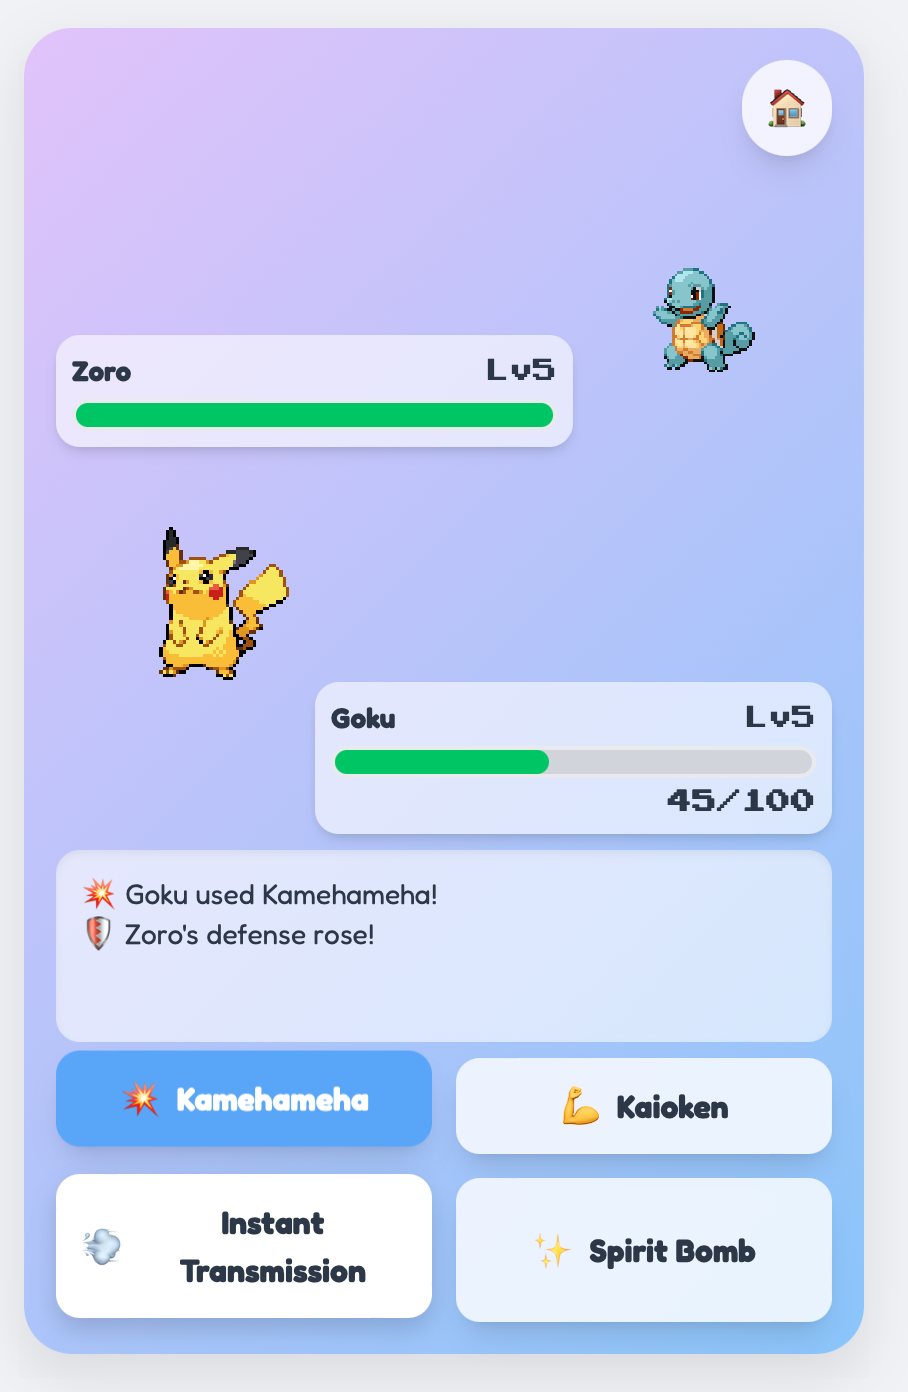 Zoro Lv5
Goku Lv5
45/100
💥 Goku used Kamehameha!
🛡️ Zoro's defense rose!
💥 Kamehameha
💪 Kaioken
💨 Instant
Transmission
✨ Spirit Bomb